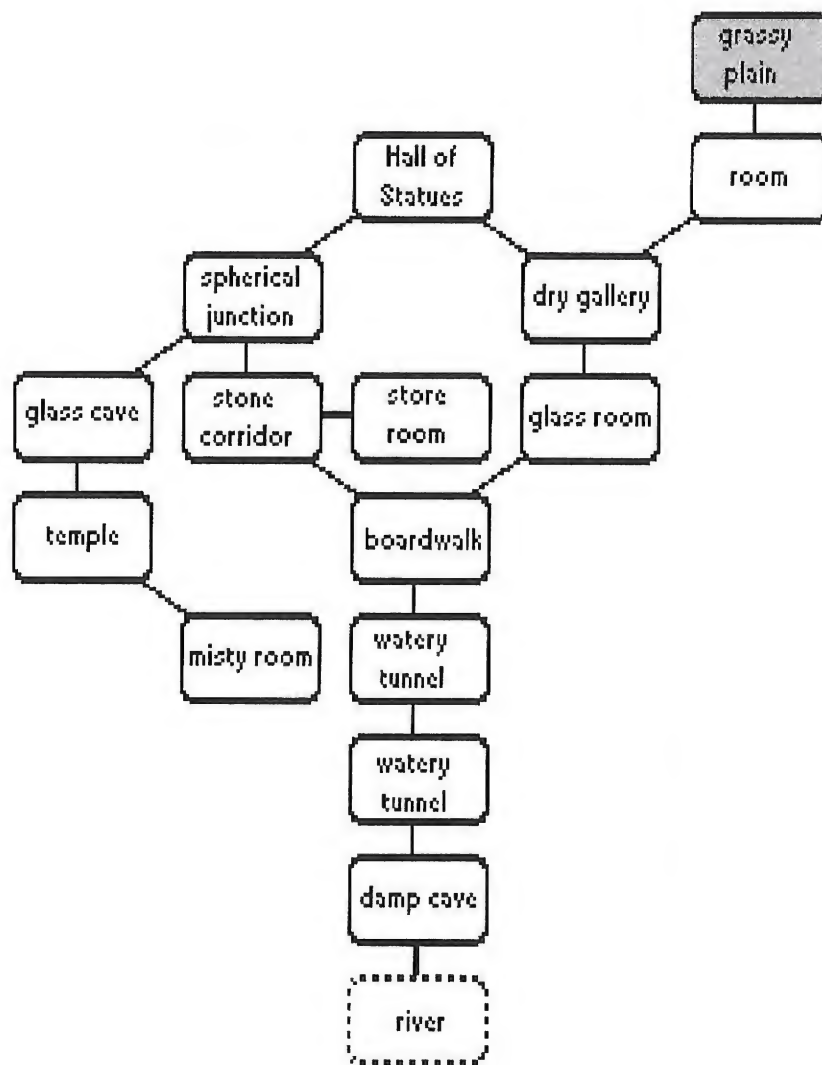 grassy
plain
Hall of
Statues
room
spherical
junction
dry gallery
glass cave
stone
corridor
store
room
glass room
temple
boardwalk
misty room
watery
tunnel
watery
tunnel
damp cave
river